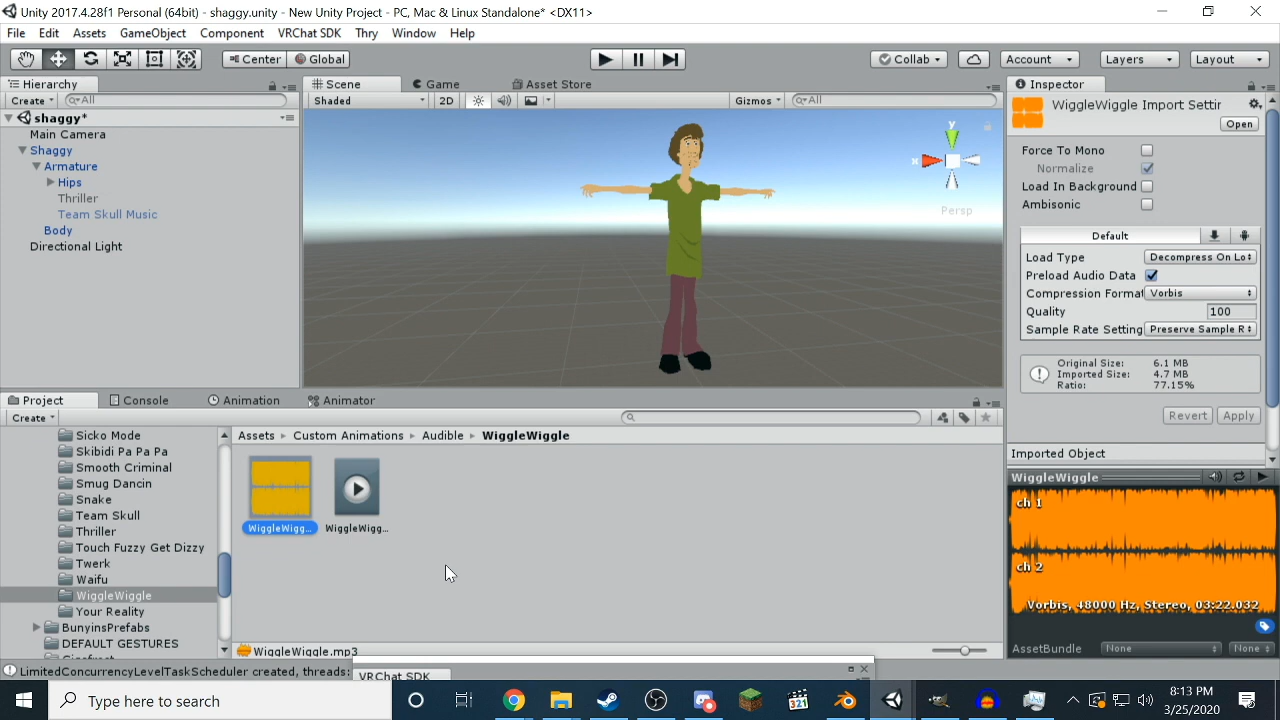 Unity 2017.4.28f1 Personal (64bit) - shaggy.unity - New Unity Project - PC, Mac & Linux Standalone* <DX11>
File Edit Assets GameObject Component VRChat SDK Thry Window Help
Center Global Collab Account Layers Layout
Hierarchy
Create All
shaggy*
Main Camera
Shaggy
Armature
Hips
Thriller
Team Skull Music
Body
Directional Light
Scene Game Asset Store
Shaded 2D Gizmos All
y
x
Persp
Inspector
WiggleWiggle Import Settir
Open
Force To Mono
Normalize
Load In Background
Ambisonic
Default
Load Type Decompress On Lo
Preload Audio Data
Compression Format Vorbis
Quality 100
Sample Rate Setting Preserve Sample R
Original Size: 6.1 MB
Imported Size: 4.7 MB
Ratio: 77.15%
Revert Apply
Imported Object
WiggleWiggle
ch 1
ch 2
Vorbis, 48000 Hz, Stereo, 03:22.032
AssetBundle None None
Project Console Animation Animator
Create
Sicko Mode
Skibidi Pa Pa Pa
Smooth Criminal
Smug Dancin
Snake
Team Skull
Thriller
Touch Fuzzy Get Dizzy
Twerk
Waifu
WiggleWiggle
Your Reality
BunyinsPrefabs
DEFAULT GESTURES
Assets Custom Animations Audible WiggleWiggle
WiggleWigg... WiggleWigg...
WiggleWiggle.mp3
LimitedConcurrencyLevelTaskScheduler created, threads:
VRChat SDK
Type here to search
321
8:13 PM
3/25/2020